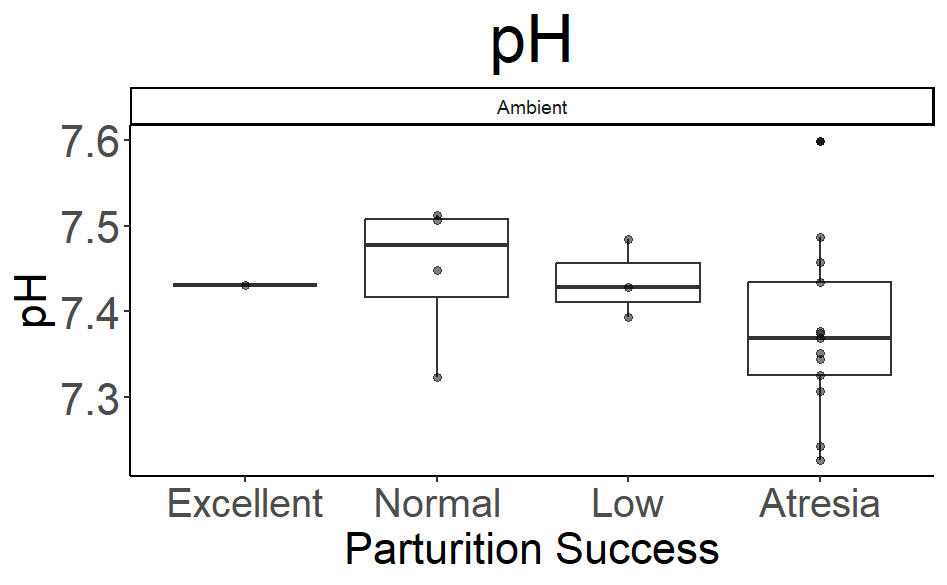 pH
Ambient
7.6
7.5
7.4
7.3
pH
Excellent Normal Low Atresia
Parturition Success